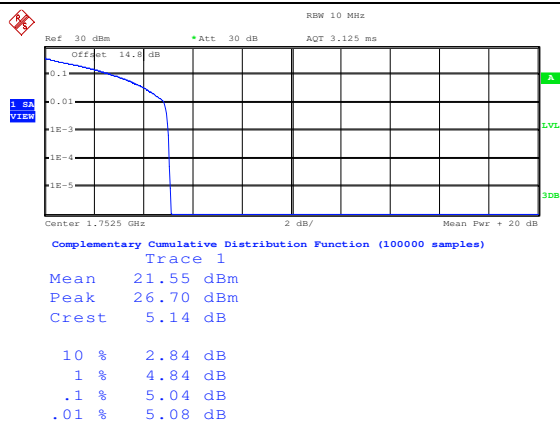 RBW 10 MHz
Ref 30 dBm *Att 30 dB AQT 3.125 ms
Offset 14.8 dB
0.1
A
0.01
1 SA
VIEW
1E-3
LVL
1E-4
1E-5
3DB
Center 1.7525 GHz 2 dB/ Mean Pwr + 20 dB
Complementary Cumulative Distribution Function (100000 samples)
Trace 1
Mean 21.55 dBm
Peak 26.70 dBm
Crest 5.14 dB
10 % 2.84 dB
1 % 4.84 dB
.1 % 5.04 dB
.01 % 5.08 dB